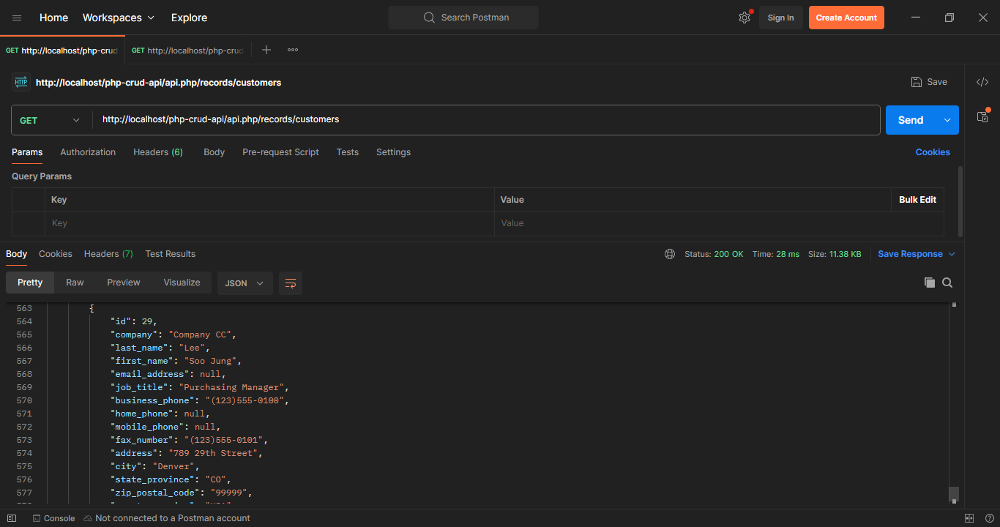 Home Workspaces Explore Search Postman Sign In Create Account
GET http://localhost/php-crud GET http://localhost/php-crud
HTTP http://localhost/php-crud-api/api.php/records/customers Save
GET http://localhost/php-crud-api/api.php/records/customers Send
Params Authorization Headers (6) Body Pre-request Script Tests Settings Cookies
Query Params
Key Value Bulk Edit
Key Value
Body Cookies Headers (7) Test Results Status: 200 OK Time: 28 ms Size: 11.38 KB Save Response
Pretty Raw Preview Visualize JSON
563 {
564 "id": 29,
565 "company": "Company CC",
566 "last_name": "Lee",
567 "first_name": "Soo Jung",
568 "email_address": null,
569 "job_title": "Purchasing Manager",
570 "business_phone": "(123)555-0100",
571 "home_phone": null,
572 "mobile_phone": null,
573 "fax_number": "(123)555-0101",
574 "address": "789 29th Street",
575 "city": "Denver",
576 "state_province": "CO",
577 "zip_postal_code": "99999",
Console Not connected to a Postman account